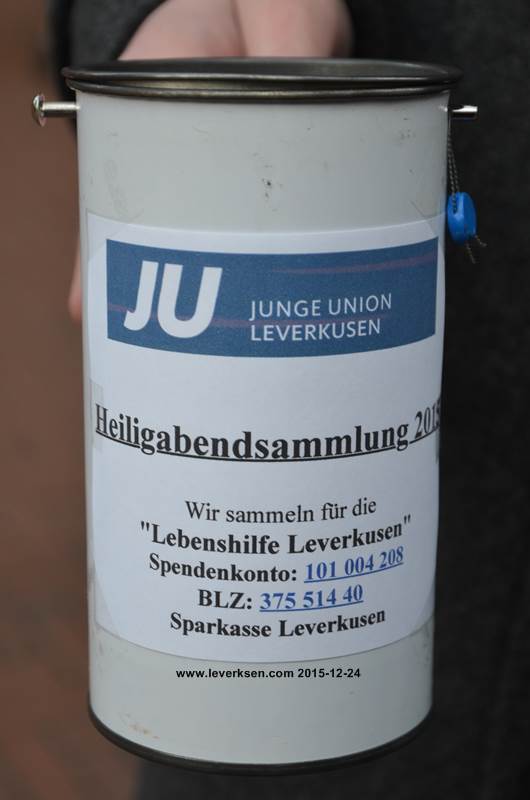 JU
JUNGE UNION
LEVERKUSEN
Heiligabendsammlung 2015
Wir sammeln für die
"Lebenshilfe Leverkusen"
Spendenkonto: 101 004 208
BLZ: 375 514 40
Sparkasse Leverkusen
www.leverksen.com 2015-12-24